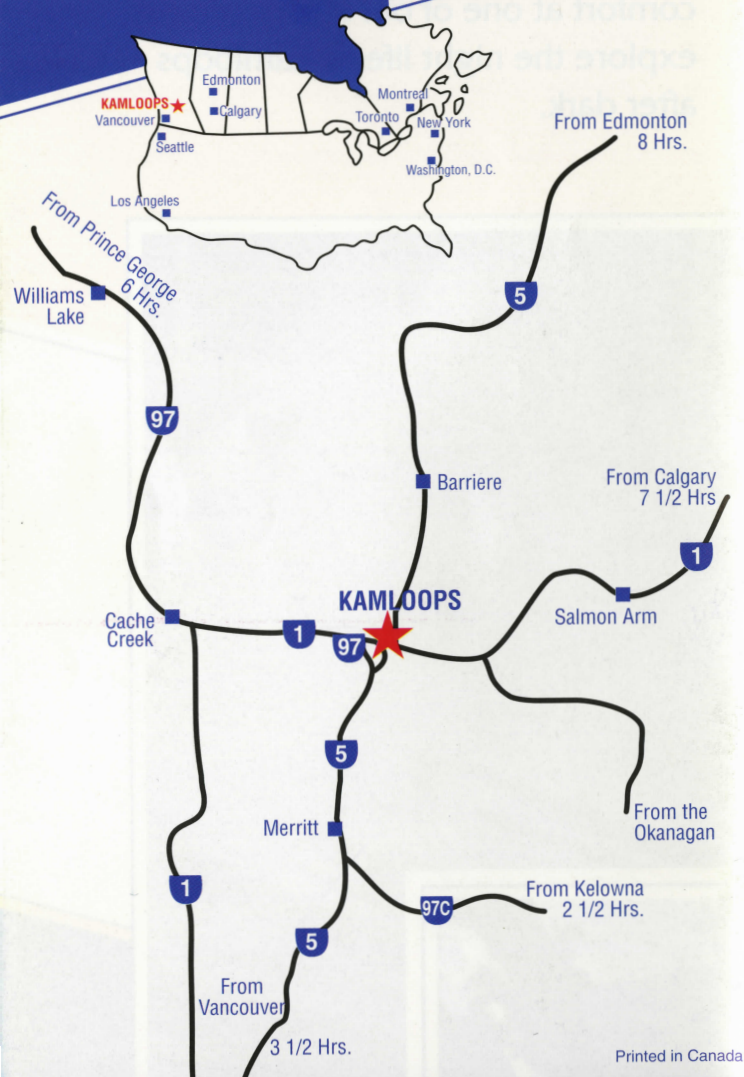 Edmonton
KAMLOOPS
Calgary
Vancouver
Montreal
Toronto
New York
Seattle
Washington, D.C.
Los Angeles
From Edmonton
8 Hrs.
From Prince George
6 Hrs.
Williams
Lake
5
97
Barriere
From Calgary
7 1/2 Hrs
1
KAMLOOPS
Salmon Arm
Cache
Creek
1
97
5
Merritt
From the
Okanagan
1
97C
From Kelowna
2 1/2 Hrs.
5
From
Vancouver
3 1/2 Hrs.
Printed in Canada